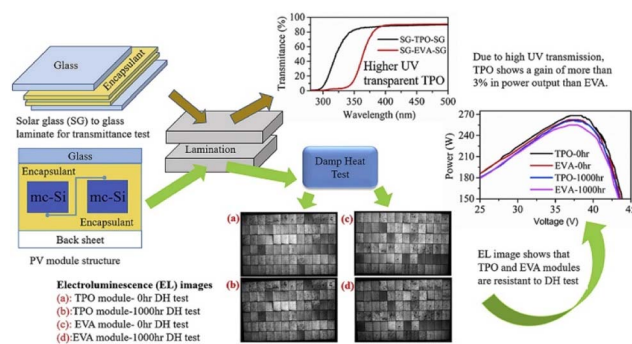 Glass
Encapsulant
Solar glass (SG) to glass
laminate for transmittance test
Glass
Encapsulant
mc-Si
mc-Si
Encapsulant
Back sheet
PV module structure
Lamination
Damp Heat
Test
Transmitance (%)
100
80
60
40
20
0
SG-TPO-SG
SG-EVA-SG
Higher UV
transparent TPO
300
350
400
450
500
Wavelength (nm)
Due to high UV transmission,
TPO shows a gain of more than
3% in power output than EVA.
Power (W)
270
240
210
180
150
TPO-0hr
EVA-0hr
TPO-1000hr
EVA-1000hr
25
30
35
40
Voltage (V)
(a)
(c)
(b)
(d)
Electroluminescence (EL) images
(a): TPO module- 0hr DH test
(b):TPO module-1000hr DH test
(c): EVA module- 0hr DH test
(d):EVA module-1000hr DH test
EL image shows that
TPO and EVA modules
are resistant to DH test